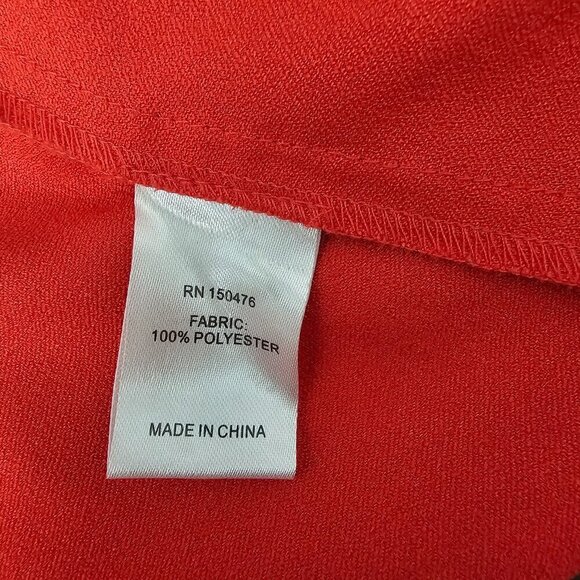 RN 150476
FABRIC:
100% POLYESTER
MADE IN CHINA